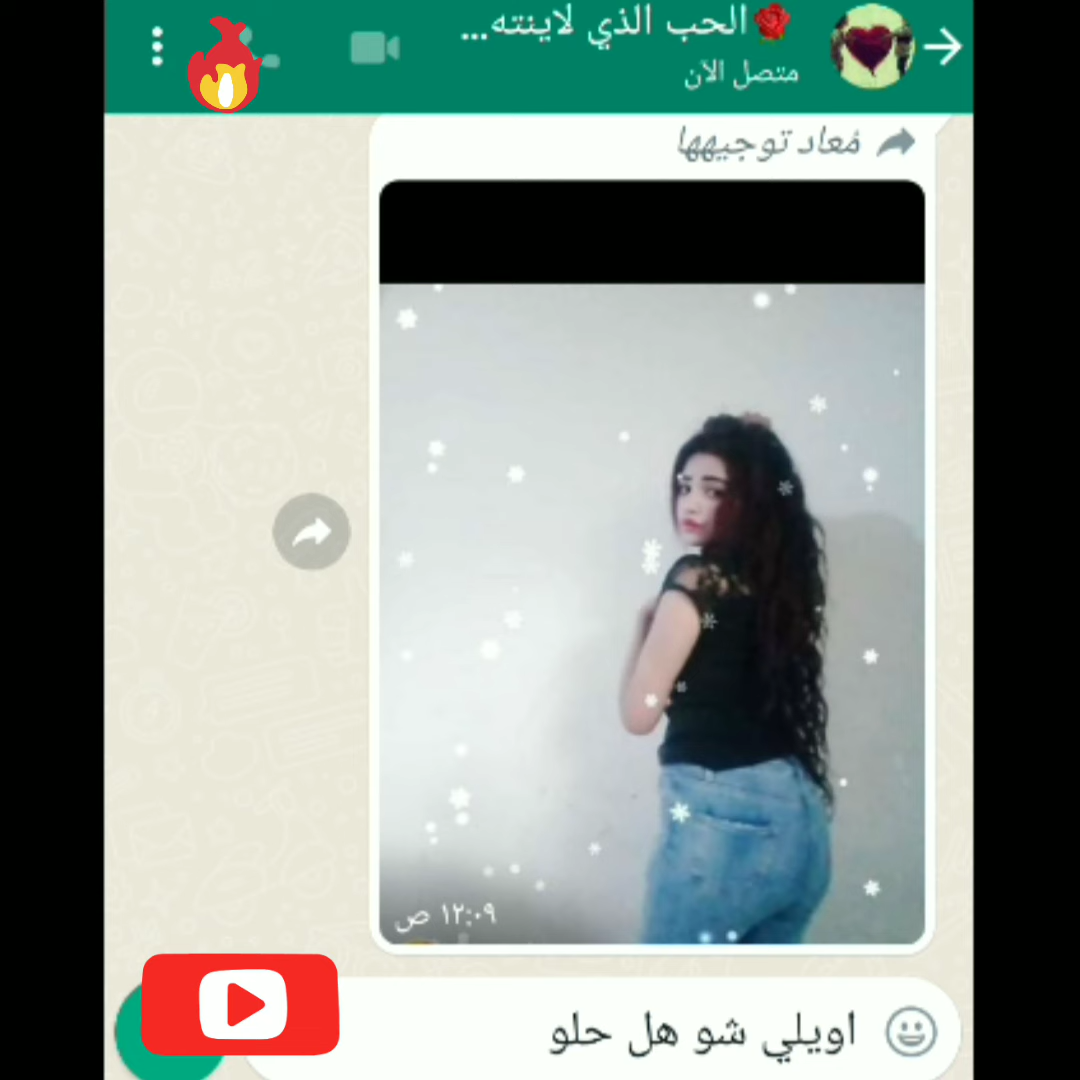 🌹الحب الذي لاينته...
متصل الآن
مُعاد توجيهها
١٢:٠٩ ص
اويلي شو هل حلو